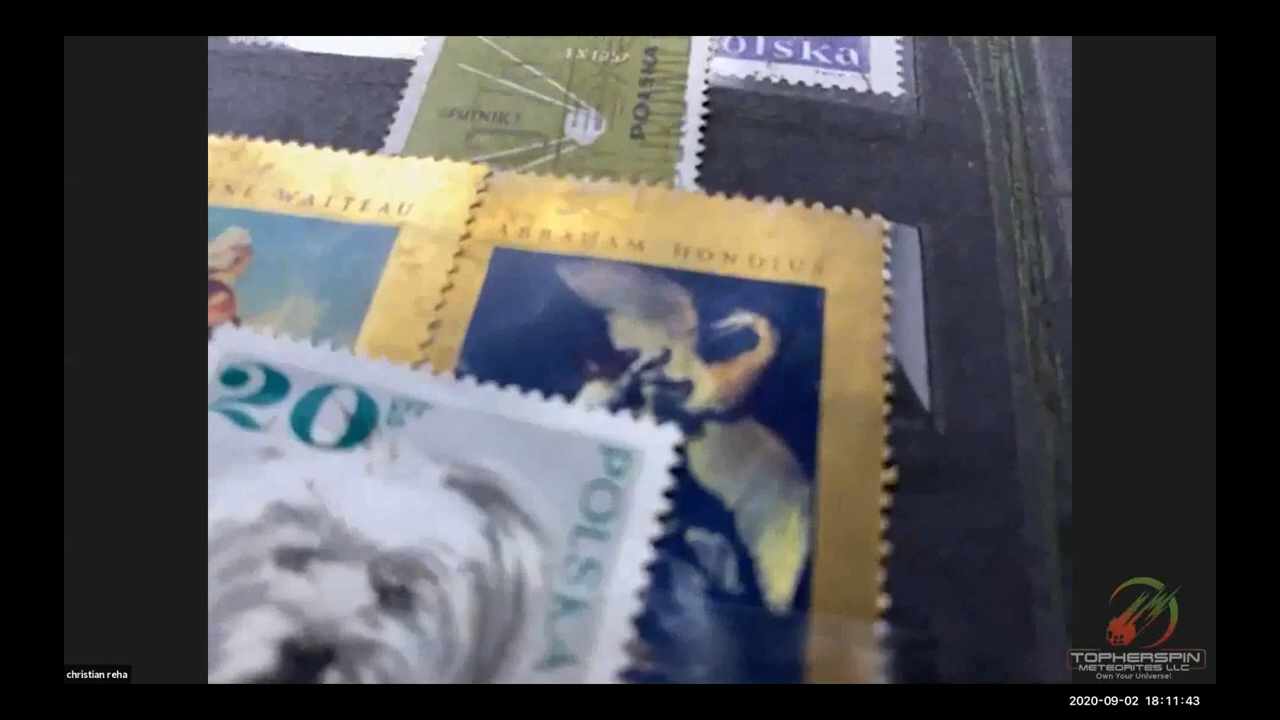 1957
olska
SPUTNIK 1
POLSKA
WATTEAU
ABRAHAM HONDIUS
20
POLSKA
TOPHERSPIN
METEORITES LLC
Own Your Universe!
christian reha
2020-09-02 18:11:43